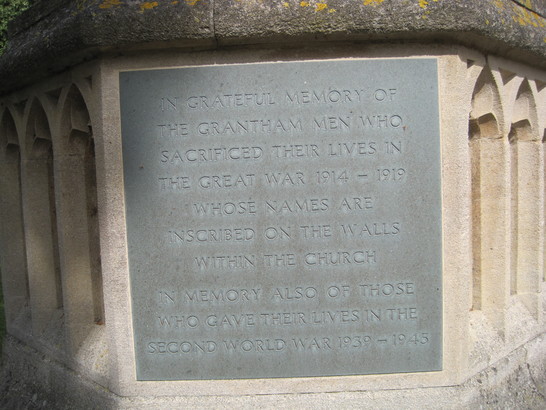 IN GRATEFUL MEMORY OF
THE GRANTHAM MEN WHO,
SACRIFICED THEIR LIVES IN
THE GREAT WAR 1914 – 1919
WHOSE NAMES ARE
INSCRIBED ON THE WALLS
WITHIN THE CHURCH
IN MEMORY ALSO OF THOSE
WHO GAVE THEIR LIVES IN THE
SECOND WORLD WAR 1939 – 1945